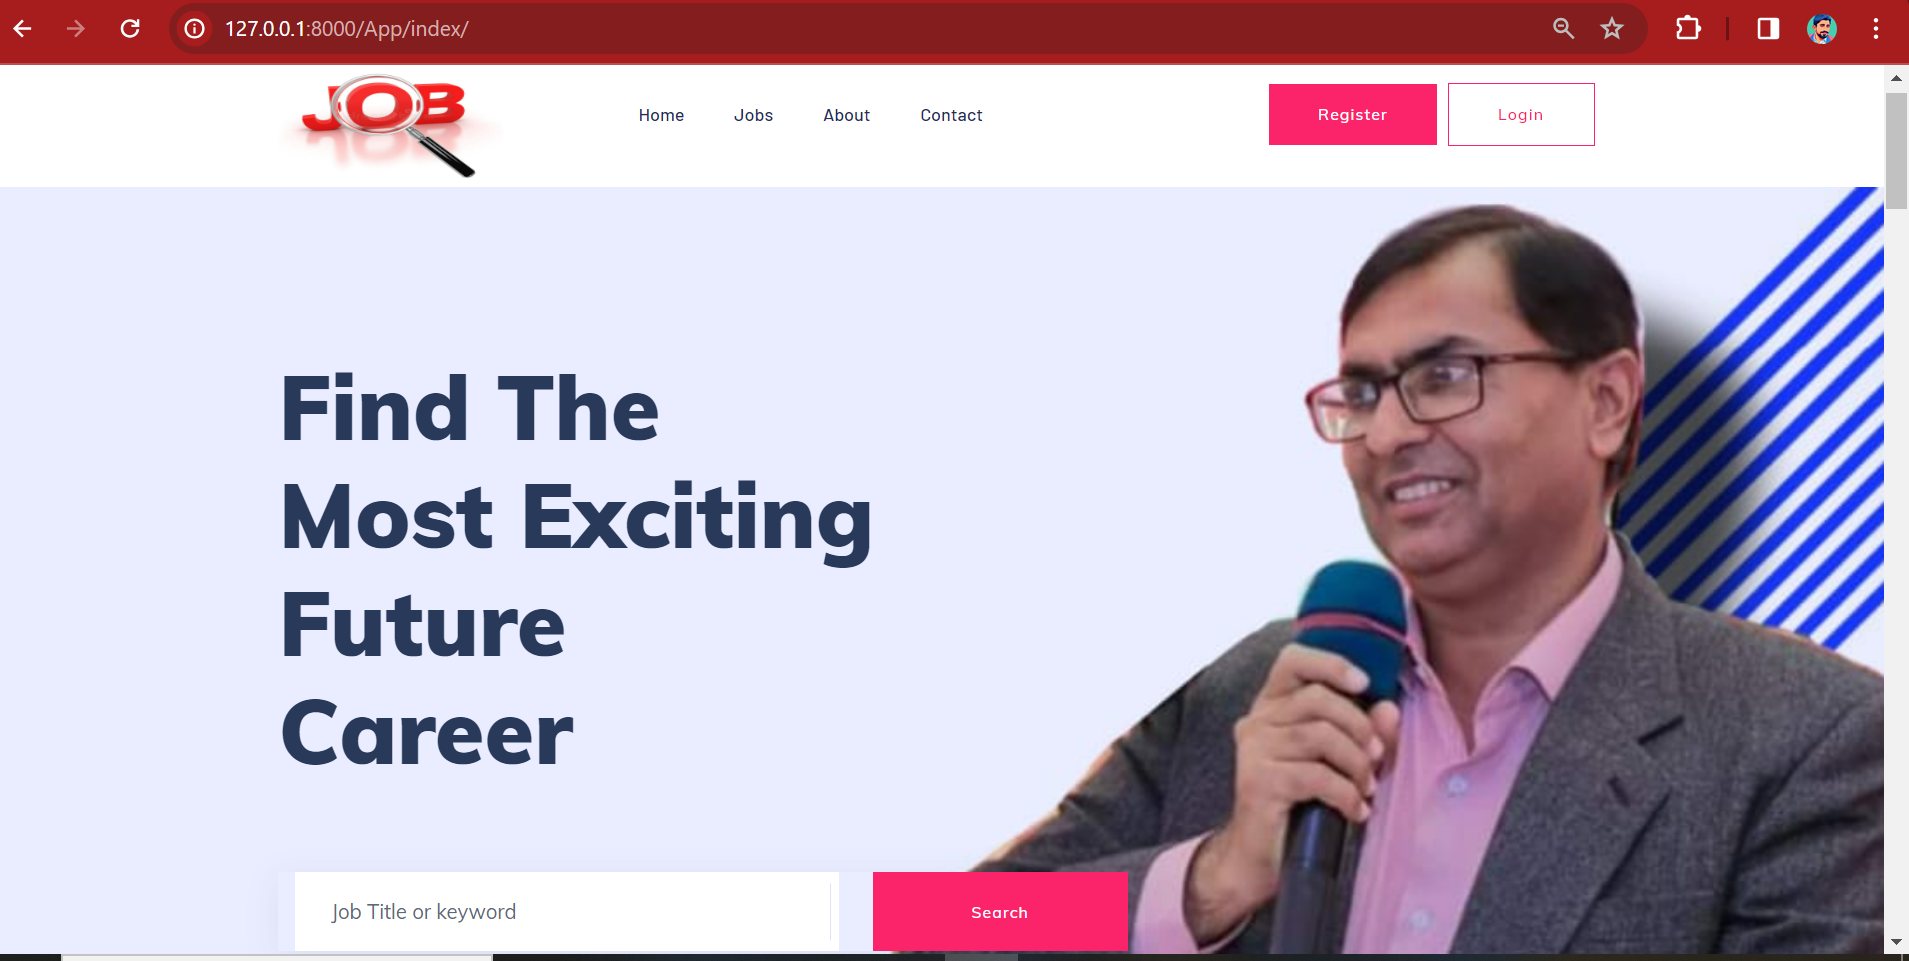 127.0.0.1:8000/App/index/
JOB
Home Jobs About Contact
Register Login
Find The
Most Exciting
Future
Career
Job Title or keyword
Search